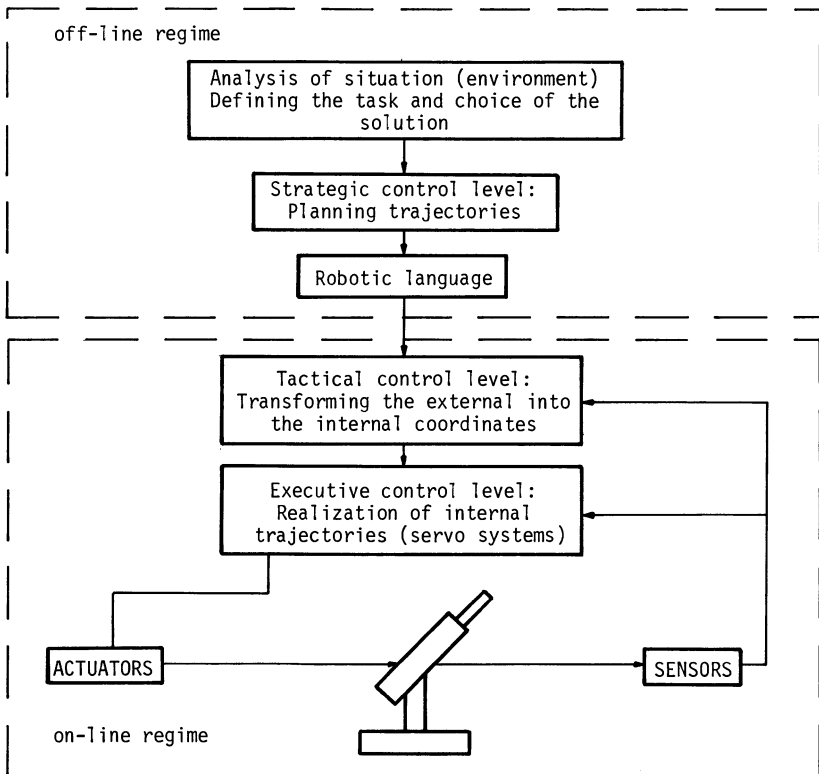 off-line regime
Analysis of situation (environment)
Defining the task and choice of the
solution
Strategic control level:
Planning trajectories
Robotic language
Tactical control level:
Transforming the external into
the internal coordinates
Executive control level:
Realization of internal
trajectories (servo systems)
ACTUATORS
SENSORS
on-line regime